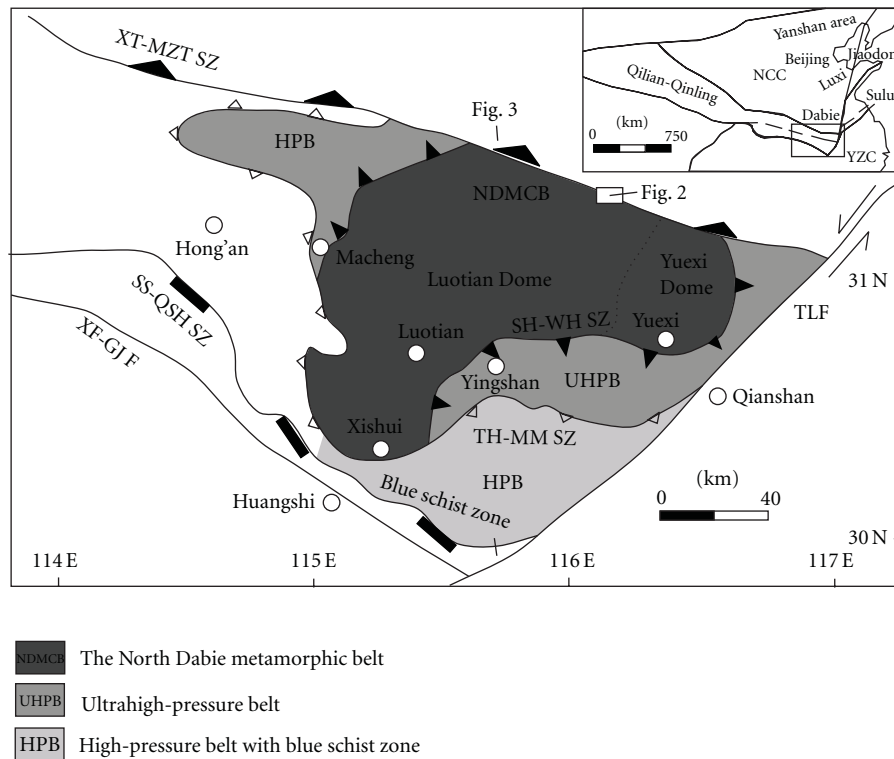 XT-MZT SZ
Yanshan area
Beijing
Jiaodon
NCC
Luxi
Qilian-Qinling
Sulu
Dabie
(km)
0 750
YZC
Fig. 3
HPB
NDMCB
Fig. 2
Hong'an
Macheng
Luotian Dome
Yuexi
Dome
31 N
SS-QSH SZ
TLF
XF-GJ F
Luotian
SH-WH SZ
Yuexi
Yingshan
UHPB
Qianshan
Xishui
TH-MM SZ
Blue schist zone
HPB
(km)
0 40
Huangshi
30 N
114 E
115 E
116 E
117 E
NDMCB The North Dabie metamorphic belt
UHPB Ultrahigh-pressure belt
HPB High-pressure belt with blue schist zone